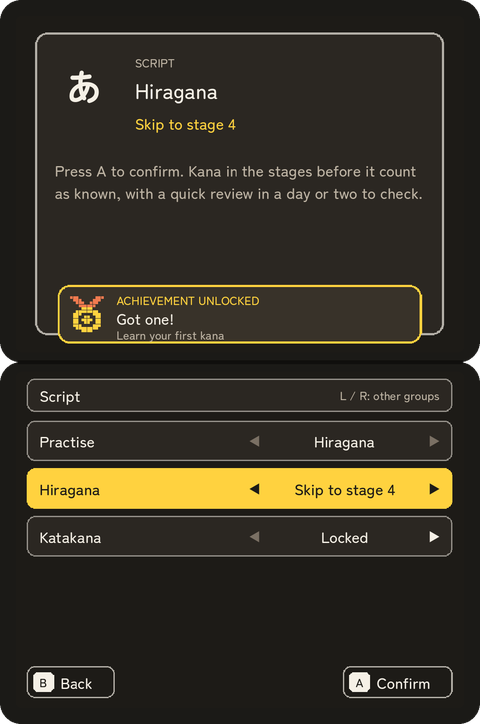 あ
SCRIPT
Hiragana
Skip to stage 4
Press A to confirm. Kana in the stages before it count
as known, with a quick review in a day or two to check.
ACHIEVEMENT UNLOCKED
Got one!
Learn your first kana
Script L / R: other groups
Practise ◀ Hiragana ▶
Hiragana ◀ Skip to stage 4 ▶
Katakana ◀ Locked ▶
B Back A Confirm